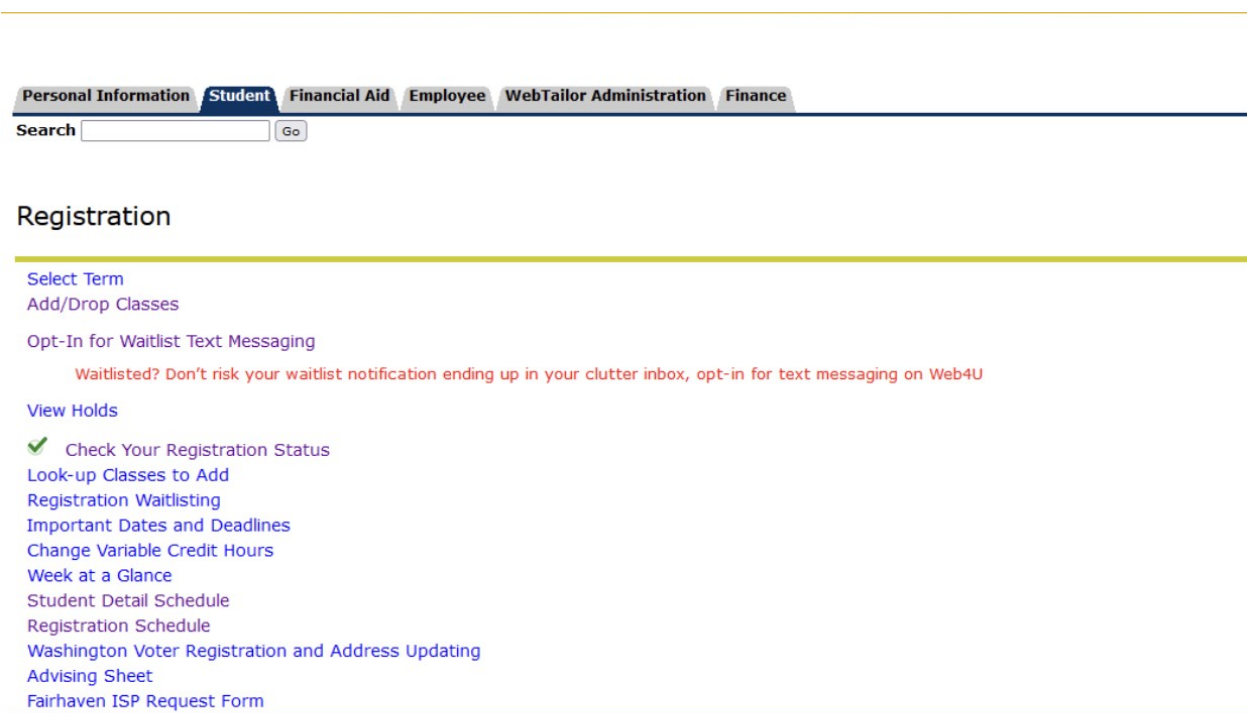 Personal Information Student Financial Aid Employee WebTailor Administration Finance
Search Go
Registration
Select Term
Add/Drop Classes
Opt-In for Waitlist Text Messaging
Waitlisted? Don't risk your waitlist notification ending up in your clutter inbox, opt-in for text messaging on Web4U
View Holds
Check Your Registration Status
Look-up Classes to Add
Registration Waitlisting
Important Dates and Deadlines
Change Variable Credit Hours
Week at a Glance
Student Detail Schedule
Registration Schedule
Washington Voter Registration and Address Updating
Advising Sheet
Fairhaven ISP Request Form